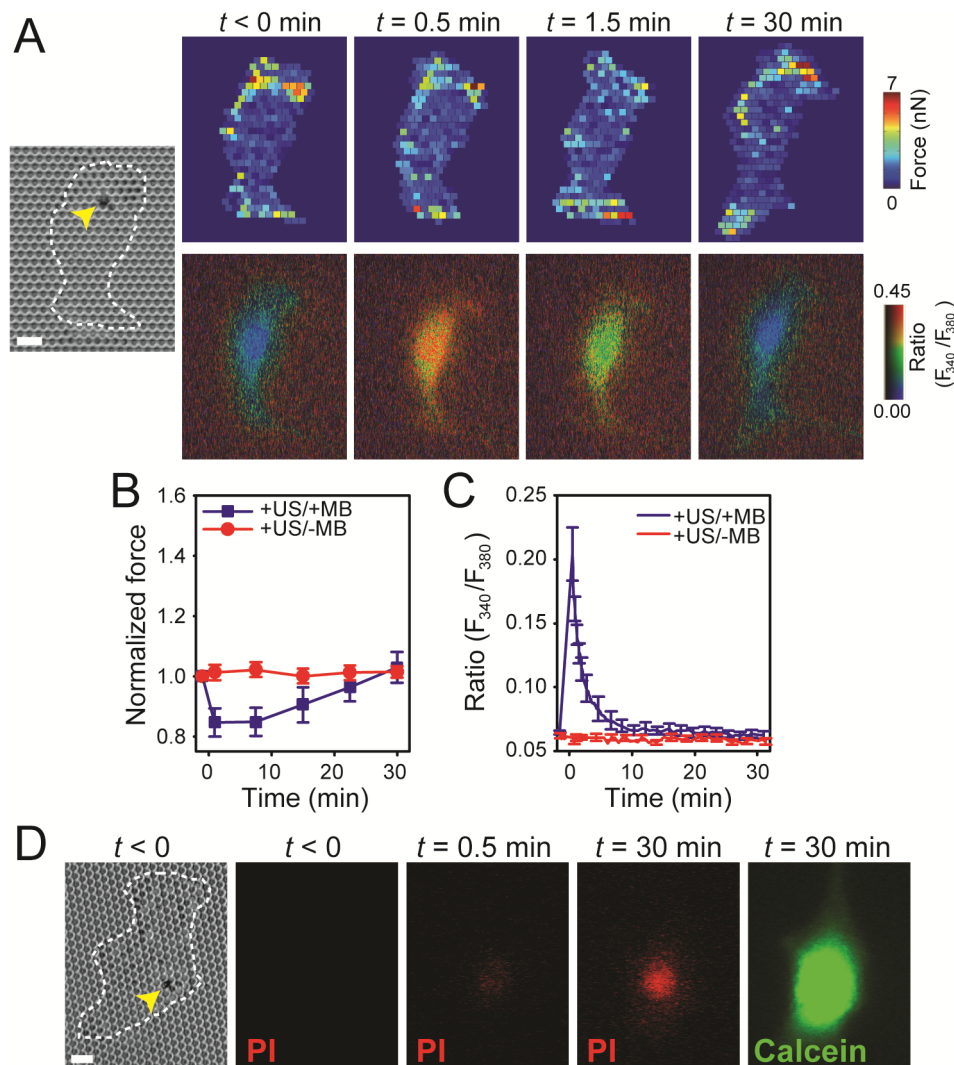 A
t < 0 min
t = 0.5 min
t = 1.5 min
t = 30 min
7
Force (nN)
0
0.45
Ratio
(F340/F380)
0.00
B
1.6
1.4
1.2
1.0
0.8
Normalized force
+US/+MB
+US/-MB
0
10
20
30
Time (min)
C
0.25
0.20
0.15
0.10
0.05
Ratio (F340/F380)
+US/+MB
+US/-MB
0
10
20
30
Time (min)
D
t < 0
t < 0
t = 0.5 min
t = 30 min
t = 30 min
PI
PI
PI
Calcein